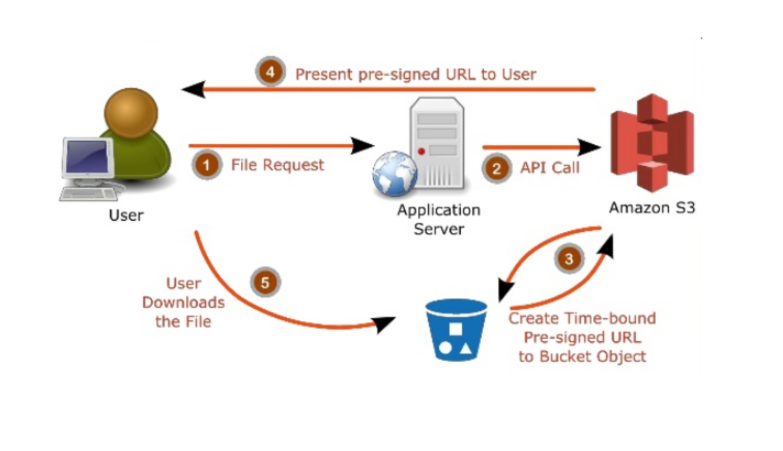 4 Present pre-signed URL to User
1 File Request
2 API Call
User
Application
Server
Amazon S3
3
5
User
Downloads
the File
Create Time-bound
Pre-signed URL
to Bucket Object